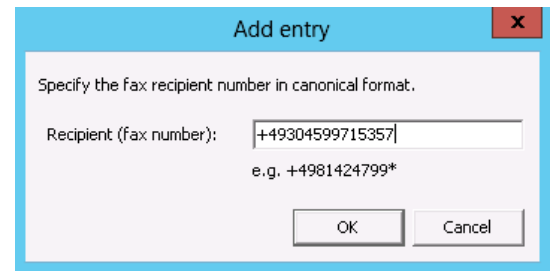 Add entry
x
Specify the fax recipient number in canonical format.
Recipient (fax number): +49304599715357
e.g. +4981424799*
OK Cancel